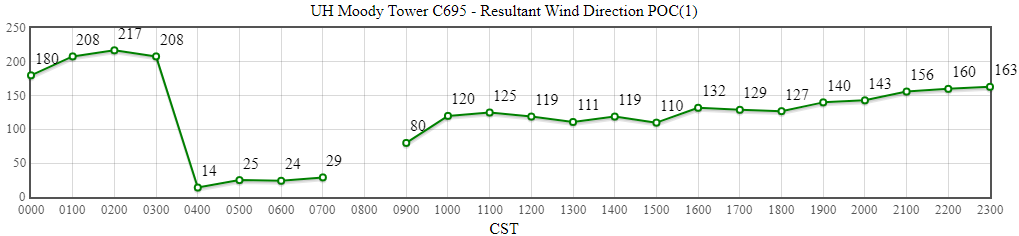 UH Moody Tower C695 - Resultant Wind Direction POC(1)
250
200
150
100
50
0
180 208 217 208 14 25 24 29 80 120 125 119 111 119 110 132 129 127 140 143 156 160 163
0000 0100 0200 0300 0400 0500 0600 0700 0800 0900 1000 1100 1200 1300 1400 1500 1600 1700 1800 1900 2000 2100 2200 2300
CST